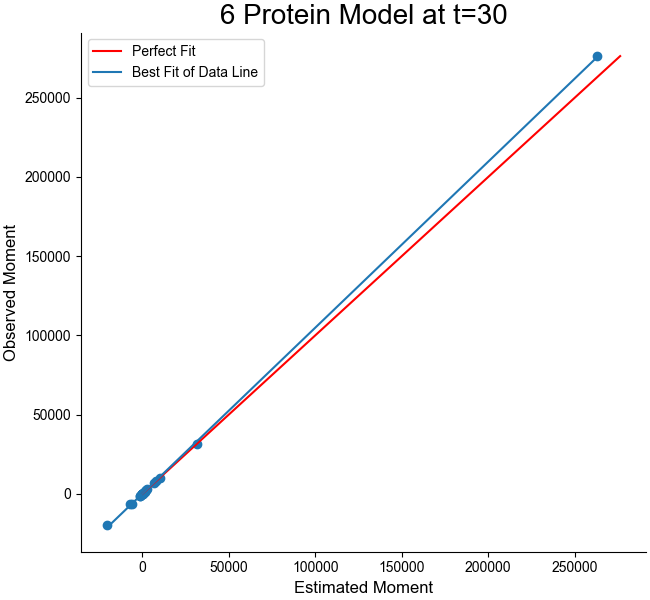 6 Protein Model at t=30
Perfect Fit
Best Fit of Data Line
250000
200000
150000
100000
50000
0
Observed Moment
0 50000 100000 150000 200000 250000
Estimated Moment